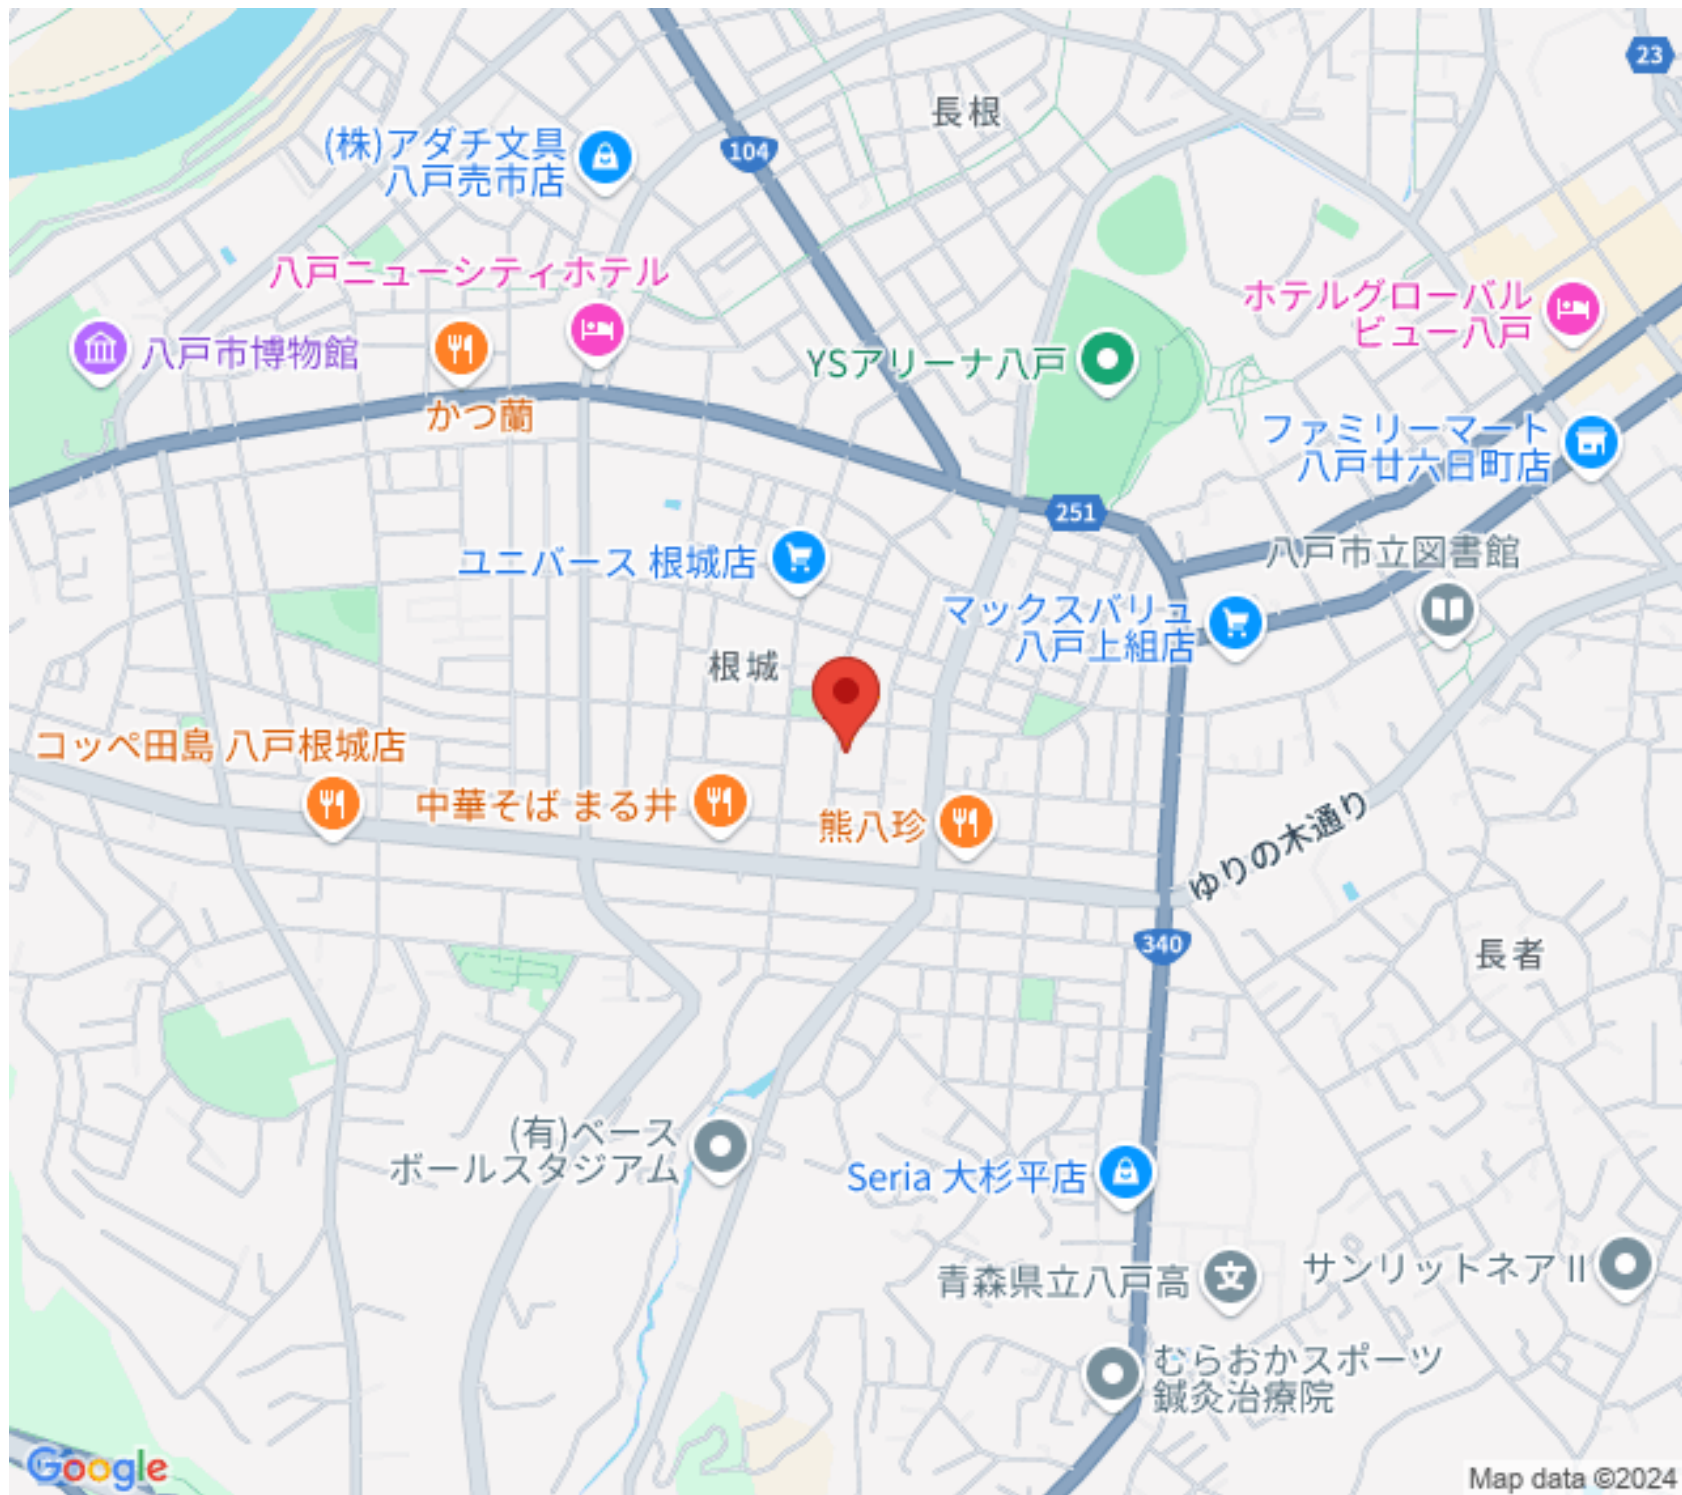 23
長根
(株)アダチ文具
八戸売市店
104
八戸ニューシティホテル
ホテルグローバル
ビュー八戸
八戸市博物館
YSアリーナ八戸
かつ蘭
ファミリーマート
八戸廿六日町店
251
ユニバース 根城店
八戸市立図書館
マックスバリュ
八戸上組店
根城
コッペ田島 八戸根城店
中華そば まる井
熊八珍
ゆりの木通り
340
長者
(有)ベース
ボールスタジアム
Seria 大杉平店
青森県立八戸高
文
サンリットネア II
むらおかスポーツ
鍼灸治療院
Google
Map data ©2024